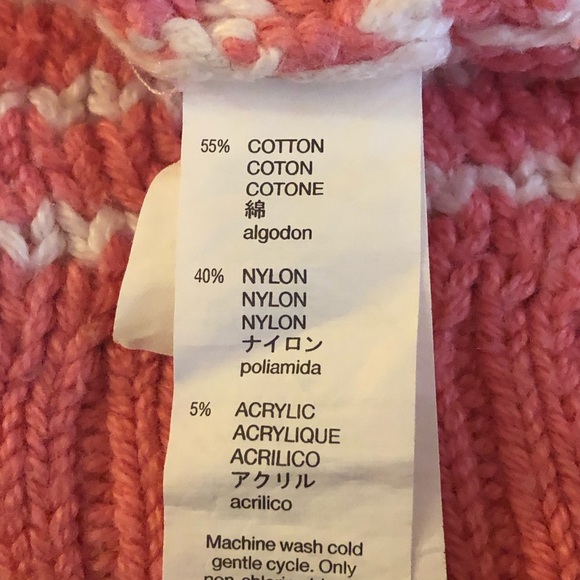 55% COTTON
COTON
COTONE
綿
algodon
40% NYLON
NYLON
NYLON
ナイロン
poliamida
5% ACRYLIC
ACRYLIQUE
ACRILICO
アクリル
acrilico
Machine wash cold
gentle cycle. Only